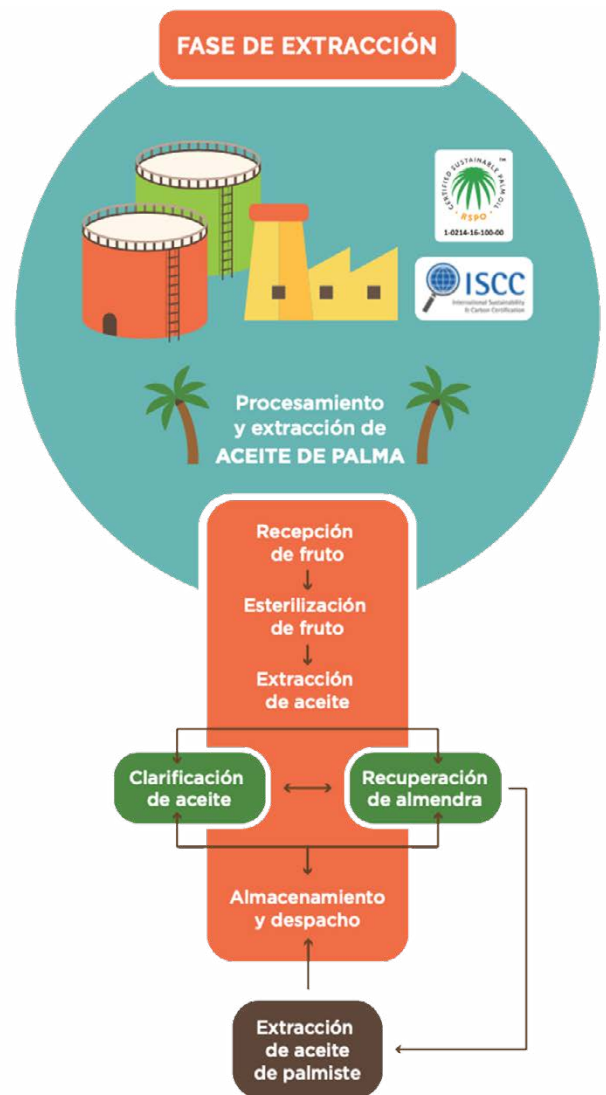 FASE DE EXTRACCIÓN
CERTIFIED SUSTAINABLE PALM OIL
TM
RSPO
1-0214-16-100-00
ISCC
International Sustainability
& Carbon Certification
Procesamiento
y extracción de
ACEITE DE PALMA
Recepción
de fruto
Esterilización
de fruto
Extracción
de aceite
Clarificación
de aceite
Recuperación
de almendra
Almacenamiento
y despacho
Extracción
de aceite
de palmiste